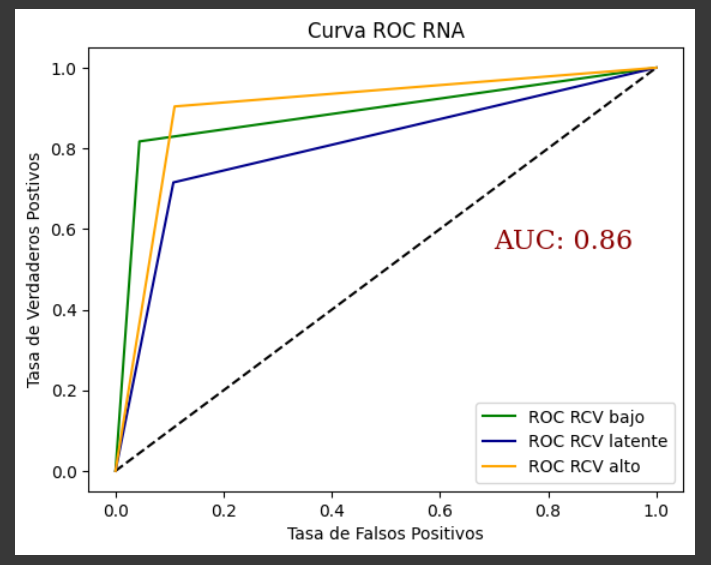 Curva ROC RNA
Tasa de Verdaderos Postivos
1.0
0.8
0.6
0.4
0.2
0.0
AUC: 0.86
ROC RCV bajo
ROC RCV latente
ROC RCV alto
0.0 0.2 0.4 0.6 0.8 1.0
Tasa de Falsos Positivos